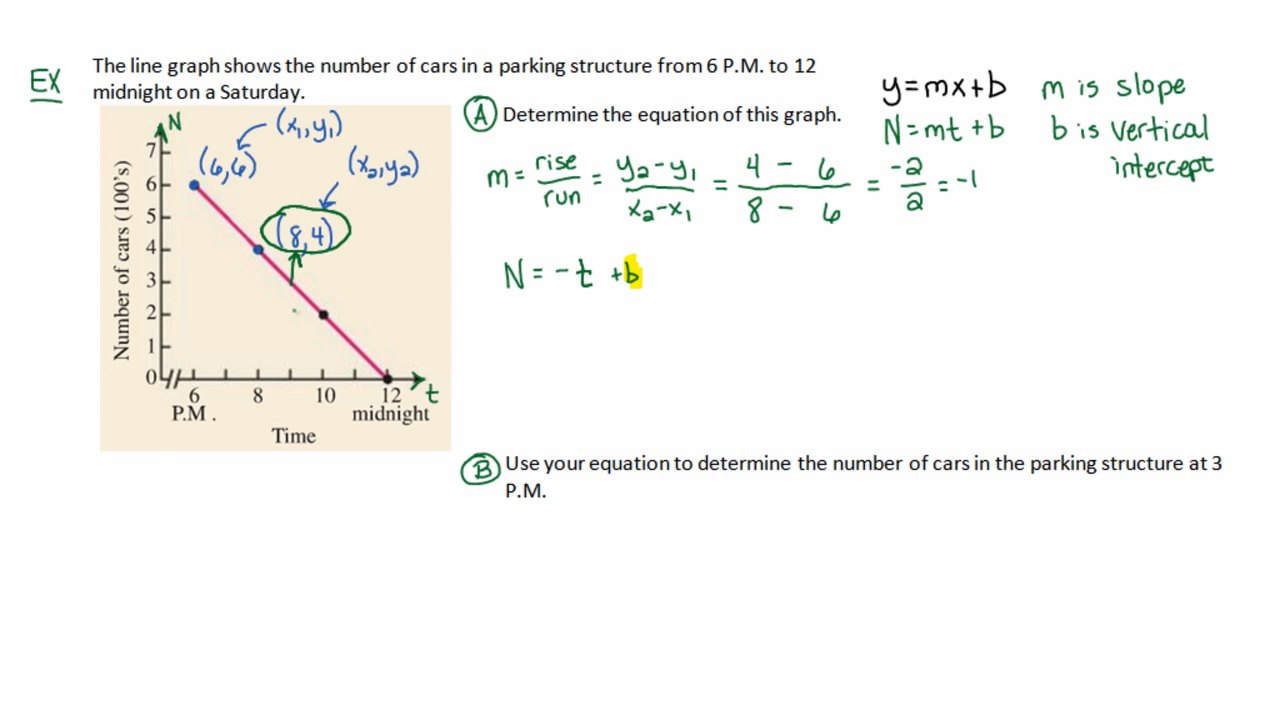 EX
The line graph shows the number of cars in a parking structure from 6 P.M. to 12
midnight on a Saturday.
N
(x₁,y₁)
(6,6)
(x₂,y₂)
(8,4)
Number of cars (100's)
7
6
5
4
3
2
1
0
6 8 10 12 t
P.M . midnight
Time
A Determine the equation of this graph.
y=mx+b m is slope
N=mt+b b is vertical
intercept
m = rise/run = y₂-y₁/x₂-x₁ = 4 - 6/8 - 6 = -2/2 = -1
N = -t +b
B Use your equation to determine the number of cars in the parking structure at 3
P.M.